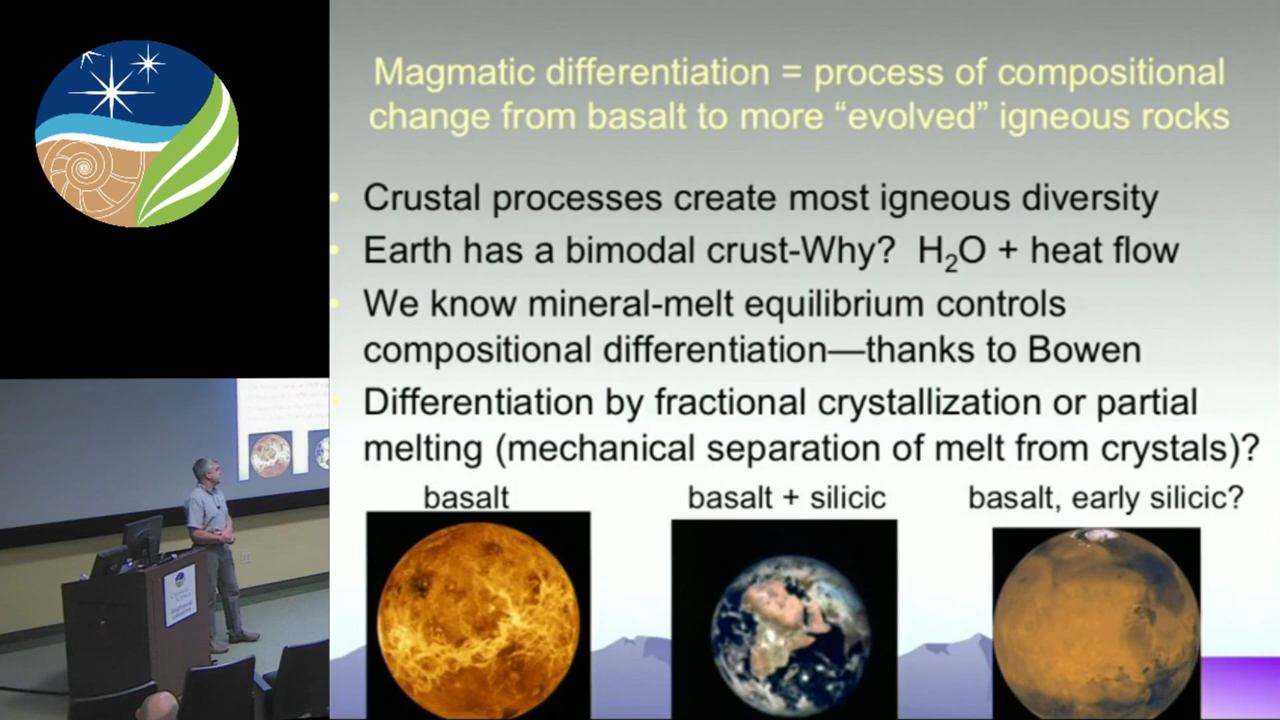 Magmatic differentiation = process of compositional
change from basalt to more “evolved” igneous rocks
Crustal processes create most igneous diversity
Earth has a bimodal crust-Why? H₂O + heat flow
We know mineral-melt equilibrium controls
compositional differentiation—thanks to Bowen
Differentiation by fractional crystallization or partial
melting (mechanical separation of melt from crystals)?
basalt
basalt + silicic
basalt, early silicic?